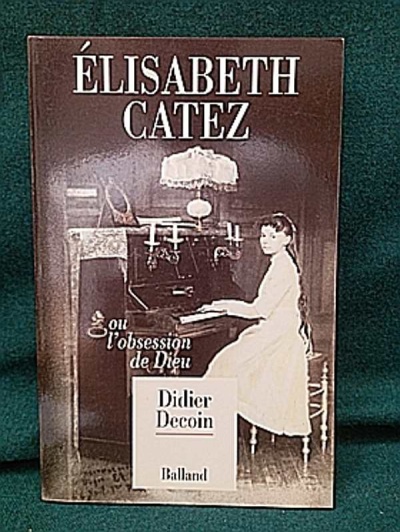 ÉLISABETH
CATEZ
ou
l'obsession
de Dieu
Didier
Decoin
Balland